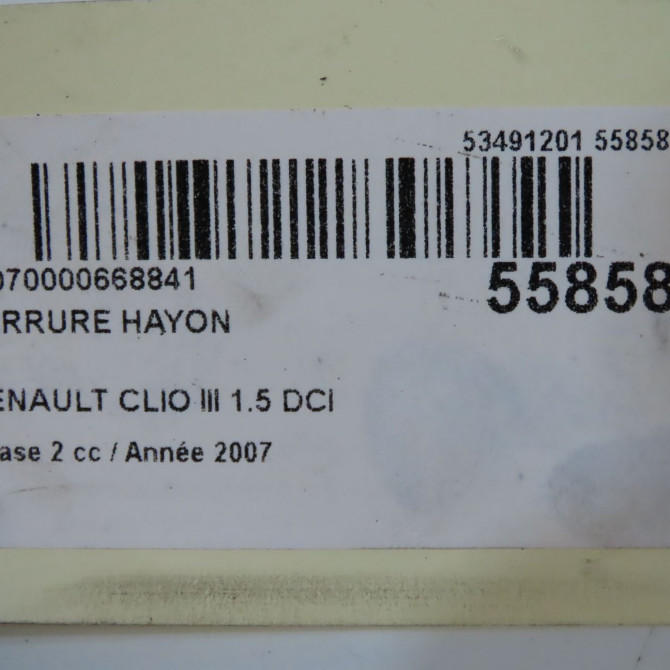 53491201 55858
070000668841
55858
RRURE HAYON
ENAULT CLIO III 1.5 DCI
ase 2 cc / Année 2007